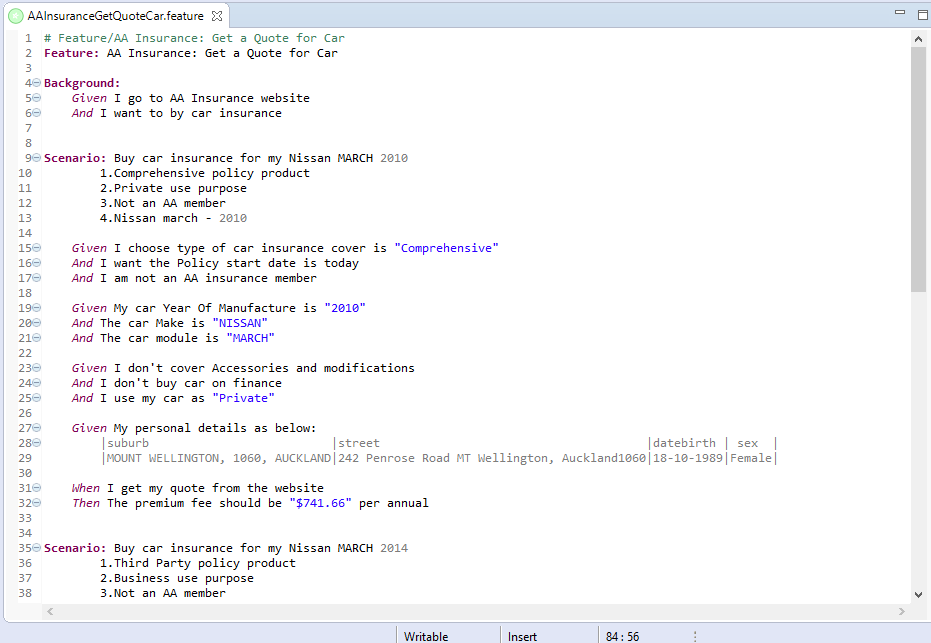 AAInsuranceGetQuoteCar.feature
1 # Feature/AA Insurance: Get a Quote for Car
2 Feature: AA Insurance: Get a Quote for Car
3
4 Background:
5 Given I go to AA Insurance website
6 And I want to by car insurance
7
8
9 Scenario: Buy car insurance for my Nissan MARCH 2010
10 1.Comprehensive policy product
11 2.Private use purpose
12 3.Not an AA member
13 4.Nissan march - 2010
14
15 Given I choose type of car insurance cover is "Comprehensive"
16 And I want the Policy start date is today
17 And I am not an AA insurance member
18
19 Given My car Year Of Manufacture is "2010"
20 And The car Make is "NISSAN"
21 And The car module is "MARCH"
22
23 Given I don't cover Accessories and modifications
24 And I don't buy car on finance
25 And I use my car as "Private"
26
27 Given My personal details as below:
28 |suburb |street |datebirth | sex |
29 |MOUNT WELLINGTON, 1060, AUCKLAND|242 Penrose Road MT Wellington, Auckland1060|18-10-1989|Female|
30
31 When I get my quote from the website
32 Then The premium fee should be "$741.66" per annual
33
34
35 Scenario: Buy car insurance for my Nissan MARCH 2014
36 1.Third Party policy product
37 2.Business use purpose
38 3.Not an AA member
Writable Insert 84 : 56